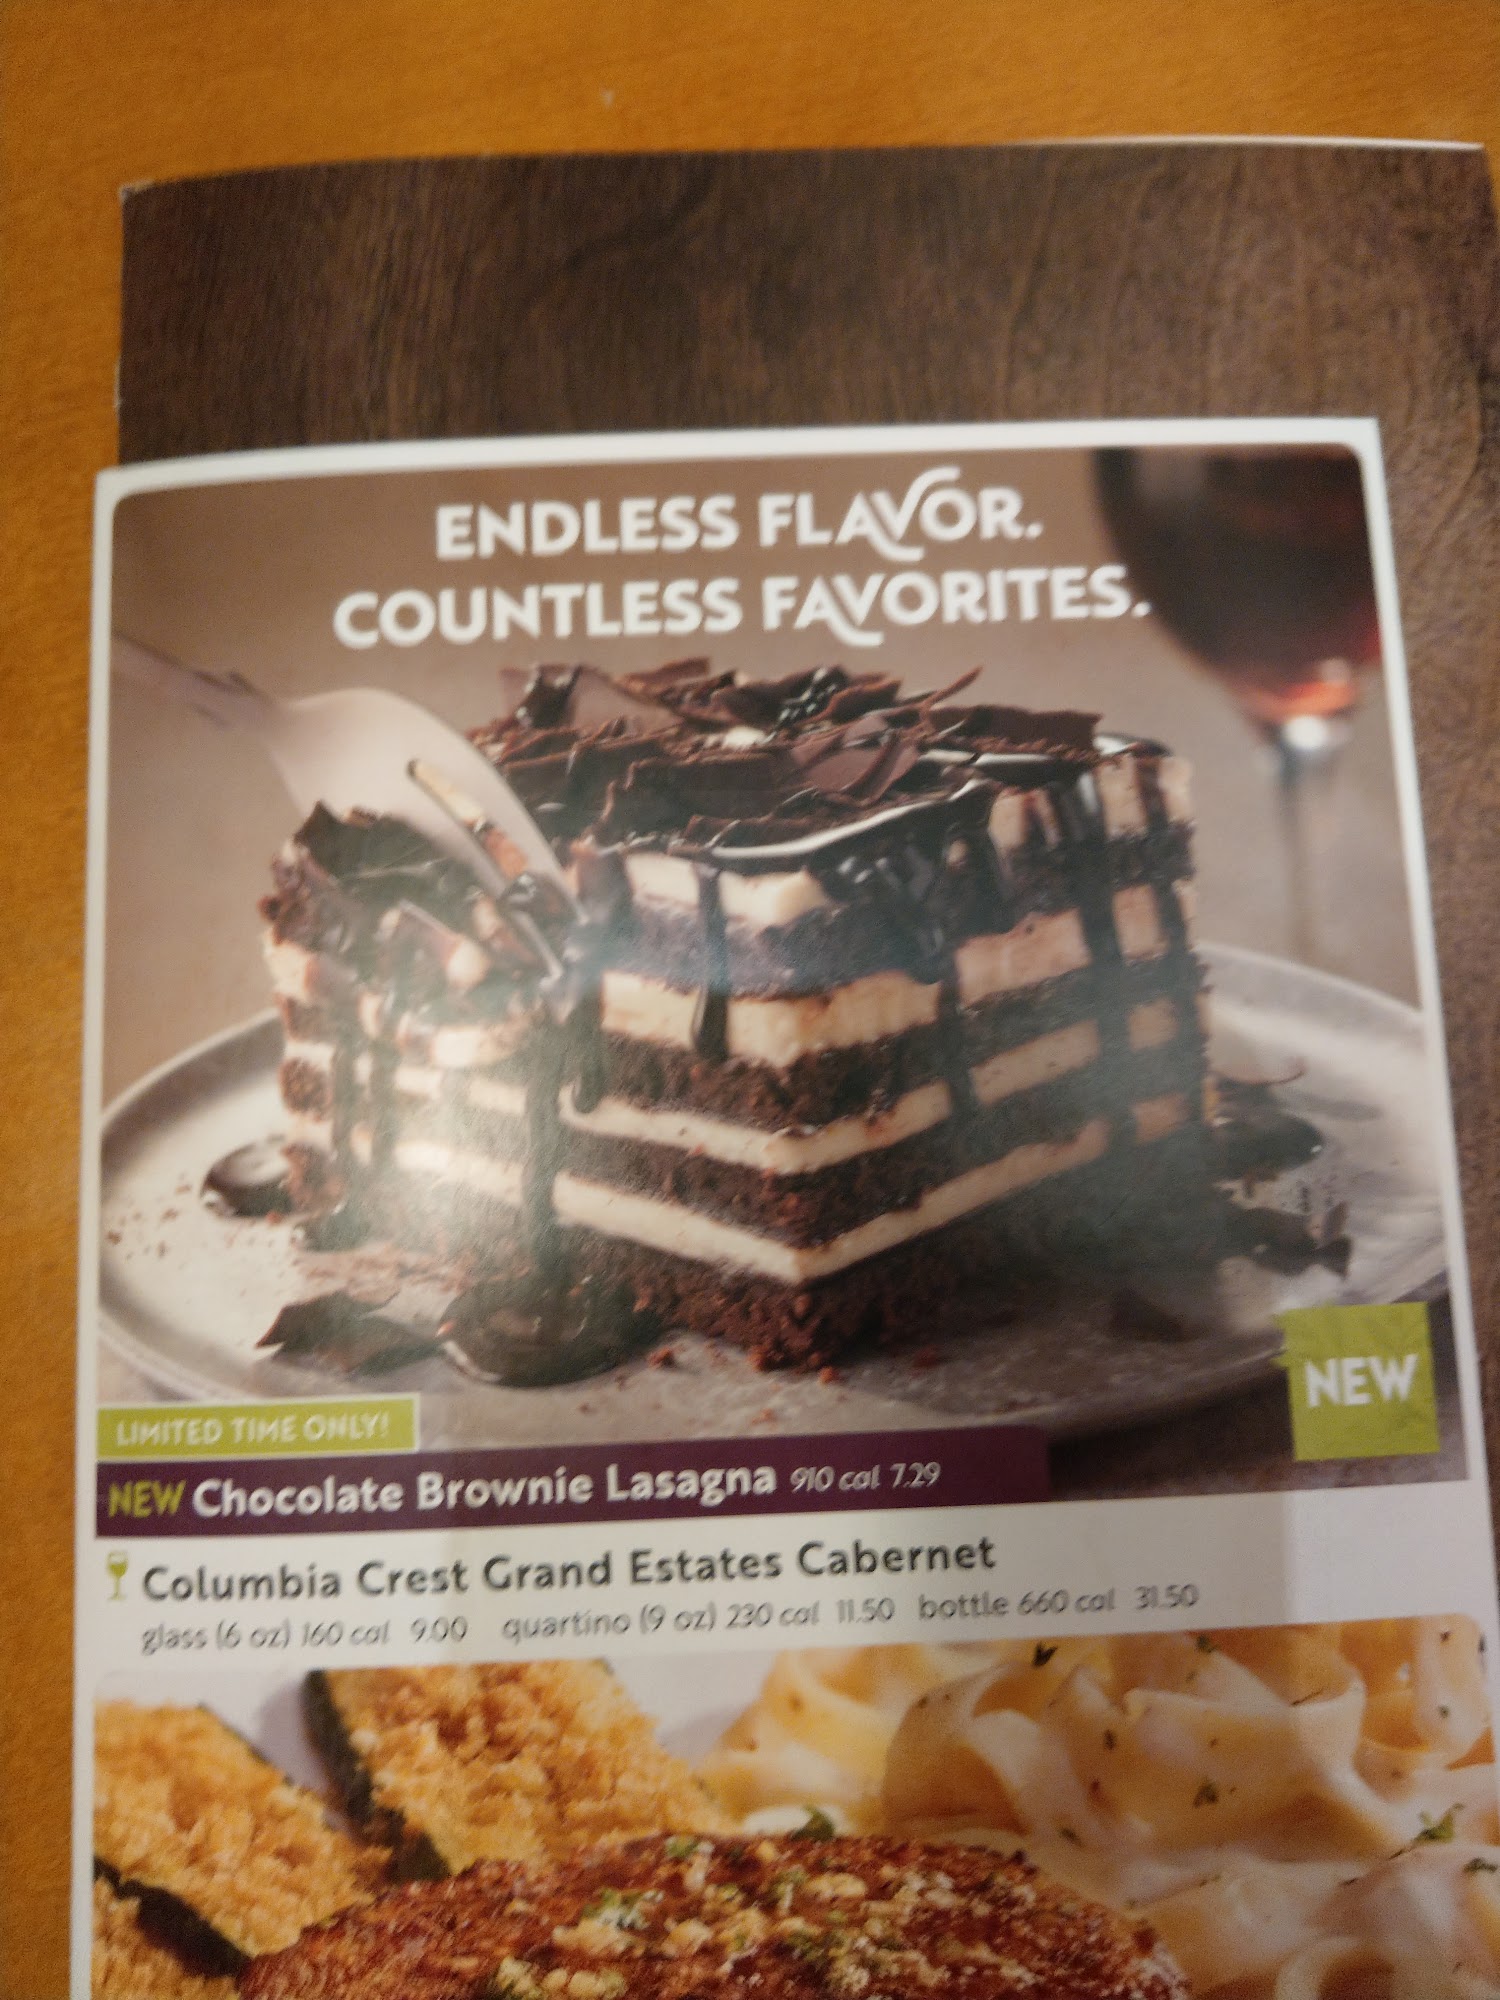 ENDLESS FLAVOR.
COUNTLESS FAVORITES.
NEW
LIMITED TIME ONLY!
NEW Chocolate Brownie Lasagna 910 cal 7.29
Columbia Crest Grand Estates Cabernet
glass (6 oz) 160 cal 9.00 quartino (9 oz) 230 cal 11.50 bottle 660 cal 31.50